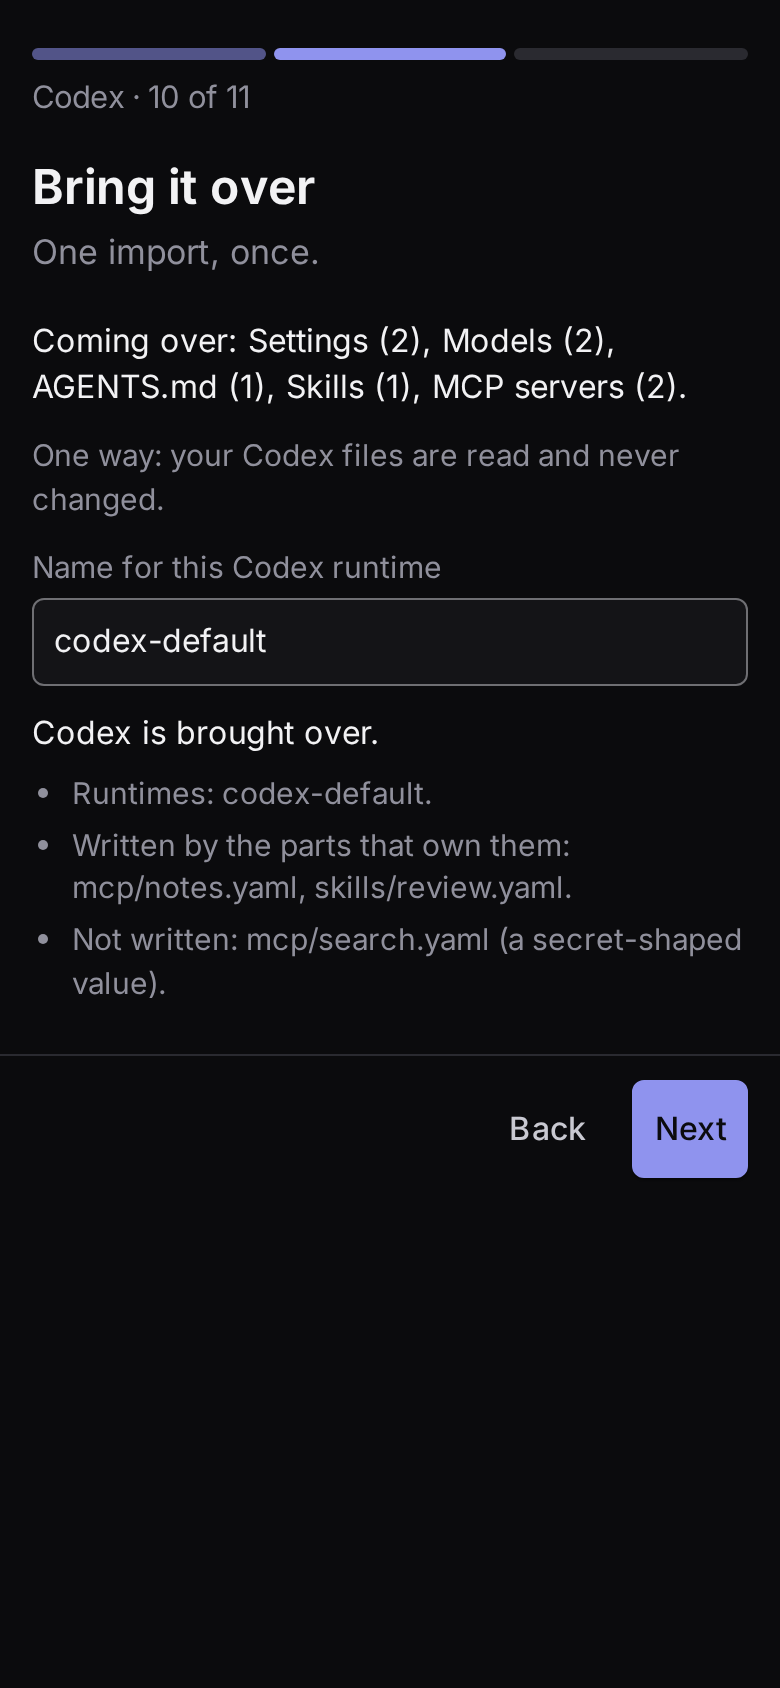 Codex · 10 of 11
Bring it over
One import, once.
Coming over: Settings (2), Models (2),
AGENTS.md (1), Skills (1), MCP servers (2).
One way: your Codex files are read and never
changed.
Name for this Codex runtime
codex-default
Codex is brought over.
• Runtimes: codex-default.
• Written by the parts that own them:
mcp/notes.yaml, skills/review.yaml.
• Not written: mcp/search.yaml (a secret-shaped
value).
Back
Next